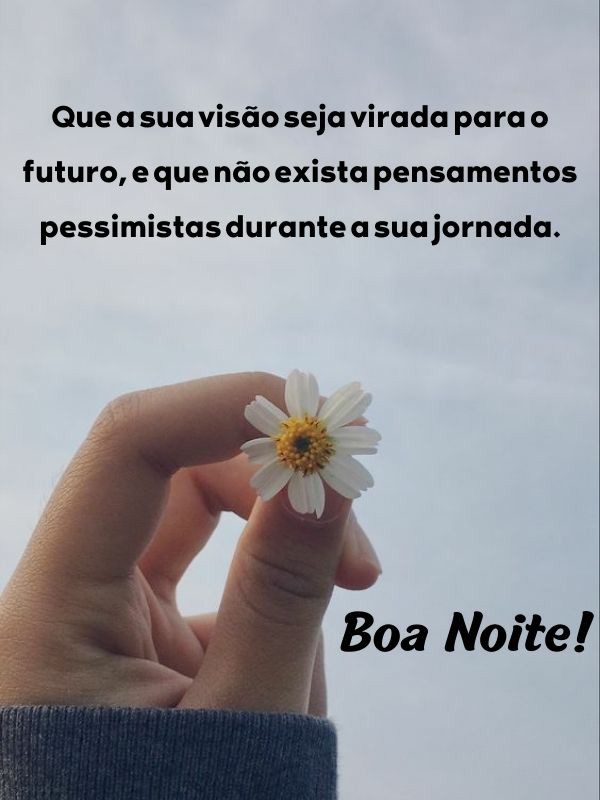 Que a sua visão seja virada para o
futuro, e que não exista pensamentos
pessimistas durante a sua jornada.
Boa Noite!